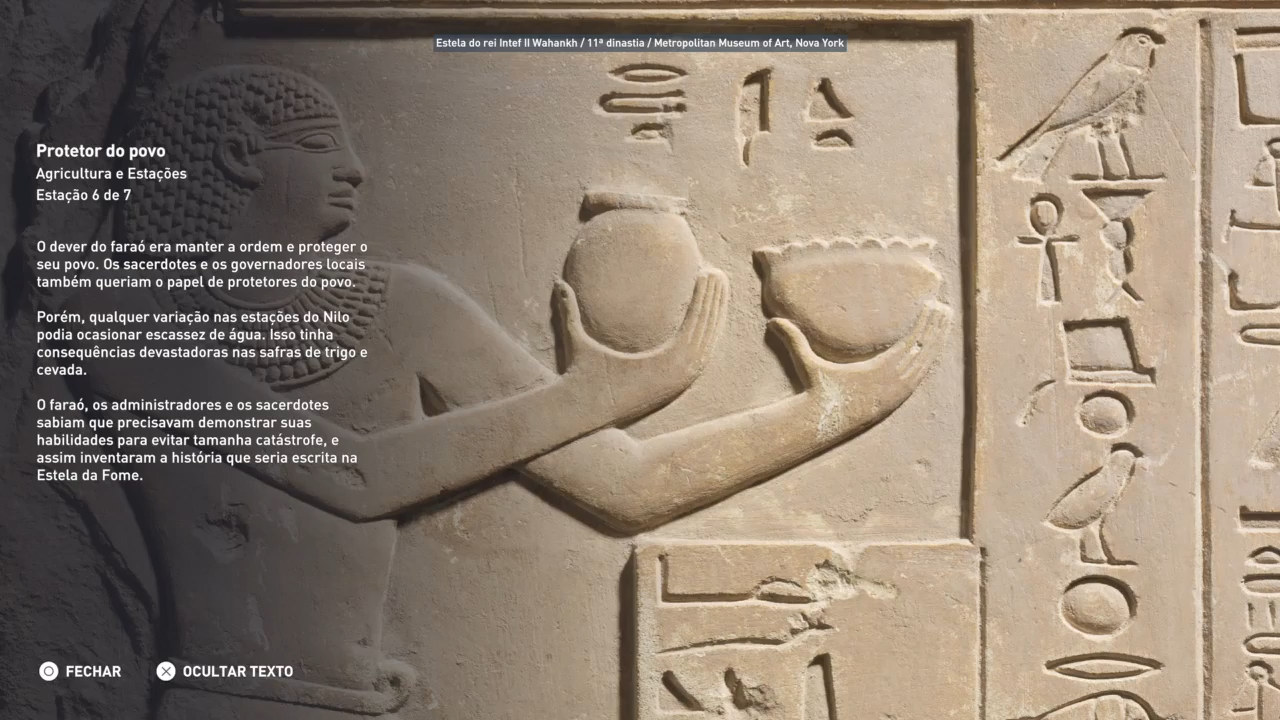 Estela do rei Intef II Wahankh / 11ª dinastia / Metropolitan Museum of Art, Nova York
Protetor do povo
Agricultura e Estações
Estação 6 de 7
O dever do faraó era manter a ordem e proteger o
seu povo. Os sacerdotes e os governadores locais
também queriam o papel de protetores do povo.
Porém, qualquer variação nas estações do Nilo
podia ocasionar escassez de água. Isso tinha
consequências devastadoras nas safras de trigo e
cevada.
O faraó, os administradores e os sacerdotes
sabiam que precisavam demonstrar suas
habilidades para evitar tamanha catástrofe, e
assim inventaram a história que seria escrita na
Estela da Fome.
FECHAR
OCULTAR TEXTO